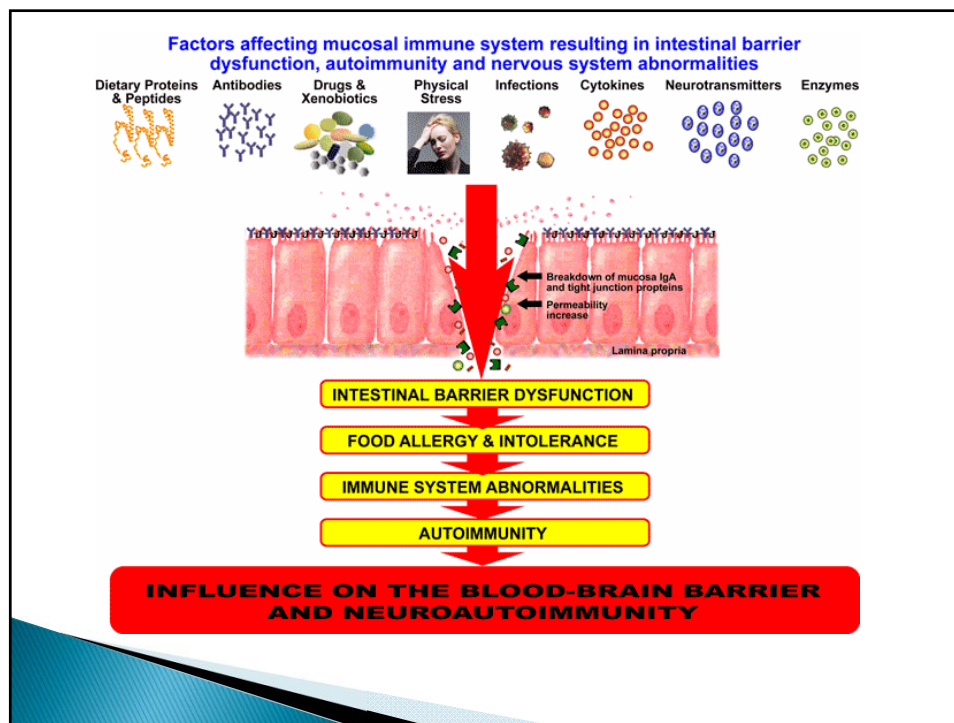 Factors affecting mucosal immune system resulting in intestinal barrier
dysfunction, autoimmunity and nervous system abnormalities
Dietary Proteins
& Peptides
Antibodies
Drugs &
Xenobiotics
Physical
Stress
Infections
Cytokines
Neurotransmitters
Enzymes
Breakdown of mucosa IgA
and tight junction propteins
Permeability
increase
Lamina propria
INTESTINAL BARRIER DYSFUNCTION
FOOD ALLERGY & INTOLERANCE
IMMUNE SYSTEM ABNORMALITIES
AUTOIMMUNITY
INFLUENCE ON THE BLOOD-BRAIN BARRIER
AND NEUROAUTOIMMUNITY